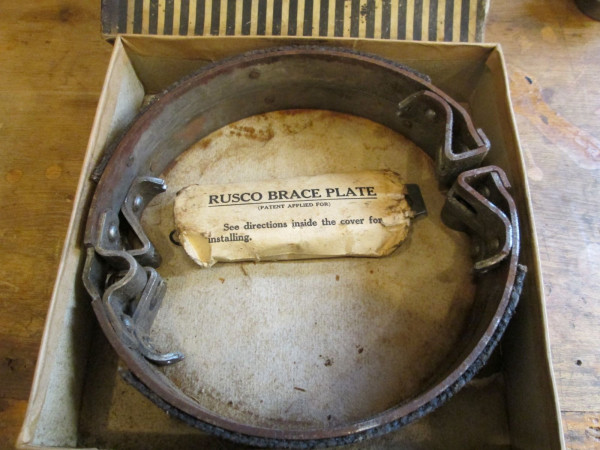 RUSCO BRACE PLATE
(PATENT APPLIED FOR)
See directions inside the cover for
installing.